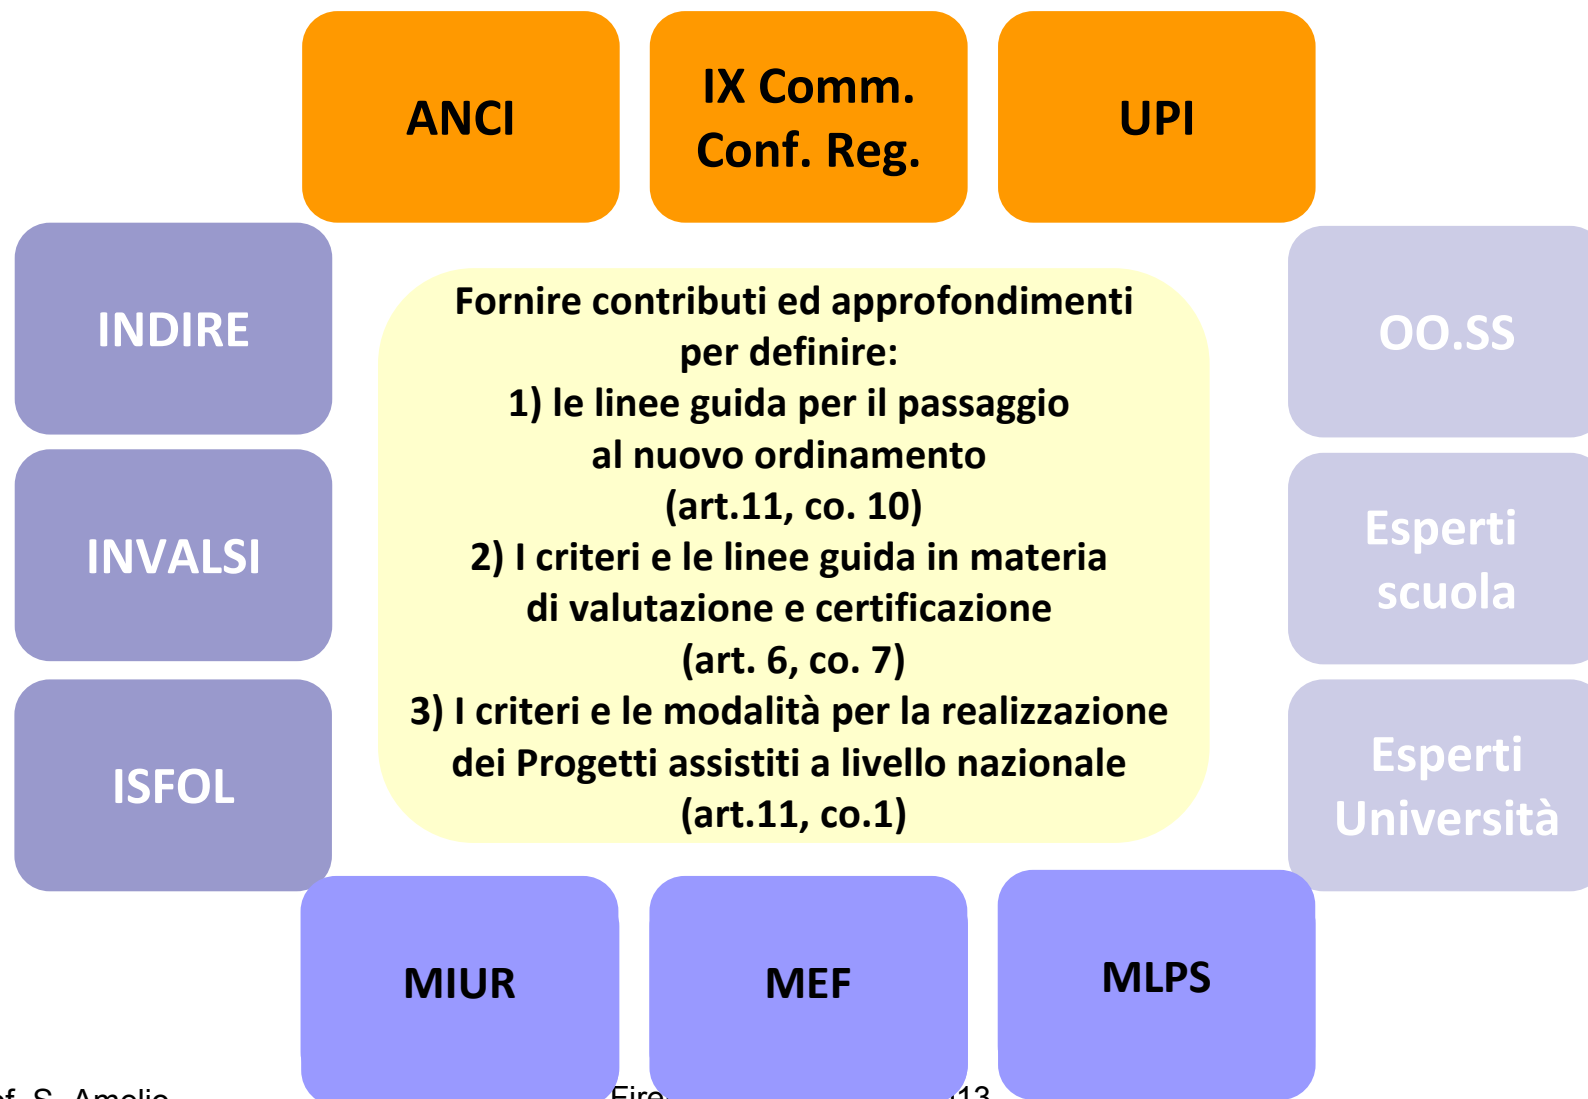 ANCI
IX Comm.
Conf. Reg.
UPI
INDIRE
INVALSI
ISFOL
Fornire contributi ed approfondimenti
per definire:
1) le linee guida per il passaggio
al nuovo ordinamento
(art.11, co. 10)
2) I criteri e le linee guida in materia
di valutazione e certificazione
(art. 6, co. 7)
3) I criteri e le modalità per la realizzazione
dei Progetti assistiti a livello nazionale
(art.11, co.1)
OO.SS
Esperti
scuola
Esperti
Università
MIUR
MEF
MLPS
S. Amelio